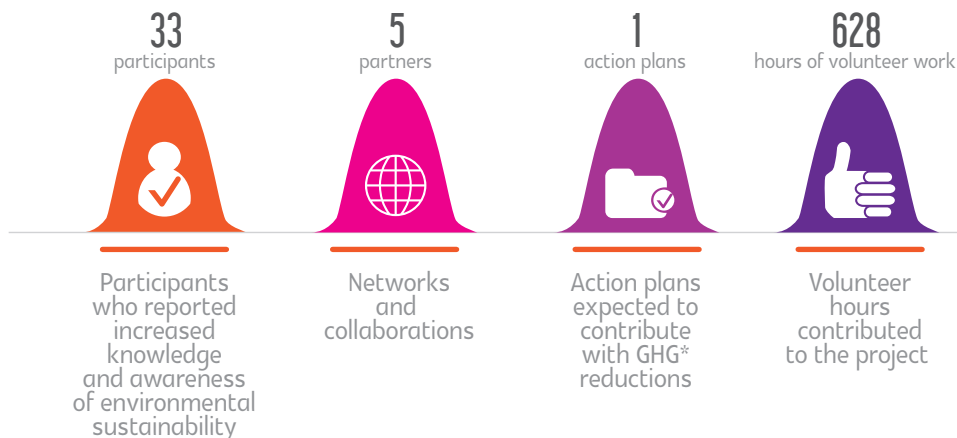 33
participants
5
partners
1
action plans
628
hours of volunteer work
Participants
who reported
increased
knowledge
and awareness
of environmental
sustainability
Networks
and
collaborations
Action plans
expected to
contribute
with GHG*
reductions
Volunteer
hours
contributed
to the project